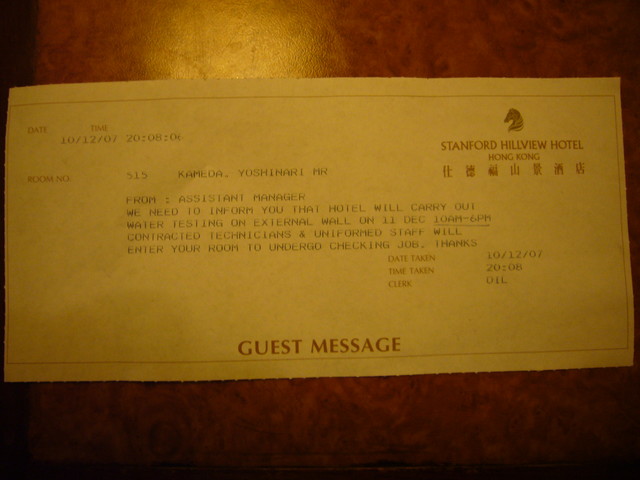 DATE TIME
10/12/07 20:08:06
STANFORD HILLVIEW HOTEL
HONG KONG
仕德福山景酒店
ROOM NO. 515 KAMEDA, YOSHINARI MR
FROM : ASSISTANT MANAGER
WE NEED TO INFORM YOU THAT HOTEL WILL CARRY OUT
WATER TESTING ON EXTERNAL WALL ON 11 DEC 10AM-6PM
CONTRACTED TECHNICIANS & UNIFORMED STAFF WILL
ENTER YOUR ROOM TO UNDERGO CHECKING JOB. THANKS
DATE TAKEN 10/12/07
TIME TAKEN 20:08
CLERK OIL
GUEST MESSAGE